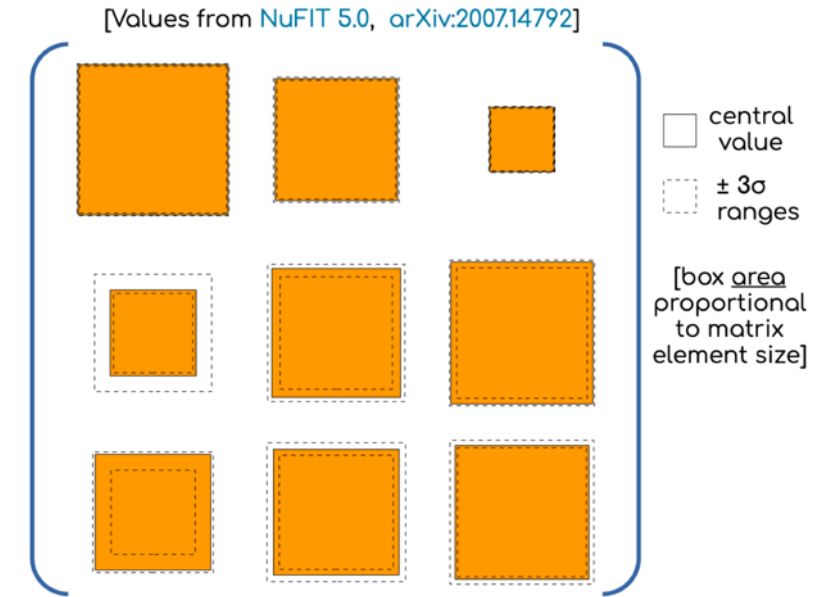 [Values from NuFIT 5.0, arXiv:2007.14792]
central
value
± 3σ
ranges
[box area
proportional
to matrix
element size]